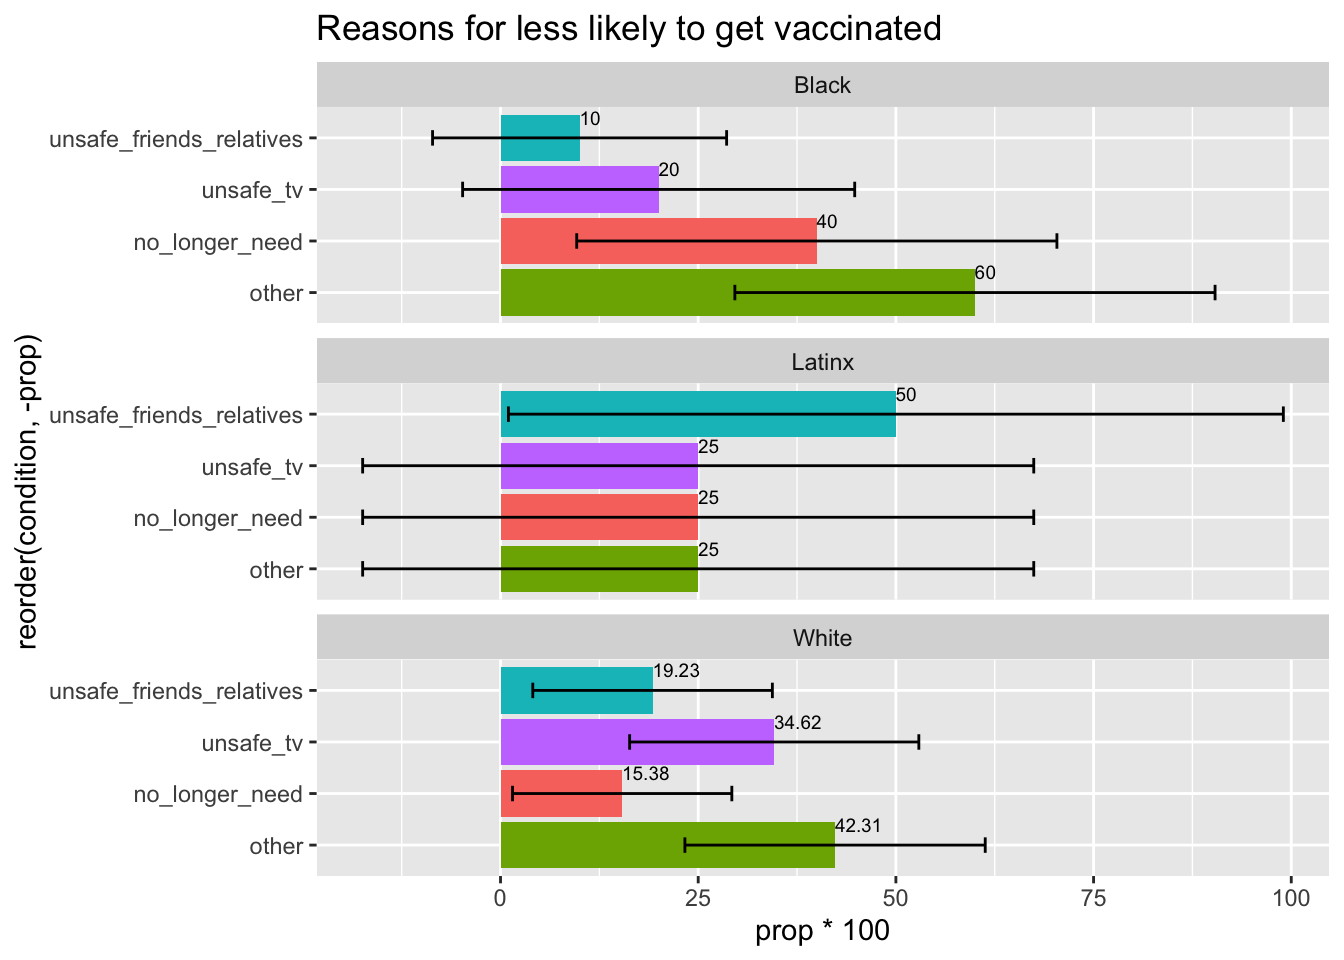 Reasons for less likely to get vaccinated
Black
unsafe_friends_relatives
10
unsafe_tv
20
no_longer_need
40
other
60
Latinx
unsafe_friends_relatives
50
unsafe_tv
25
no_longer_need
25
other
25
White
unsafe_friends_relatives
19.23
unsafe_tv
34.62
no_longer_need
15.38
other
42.31
0 25 50 75 100
prop * 100
reorder(condition, -prop)